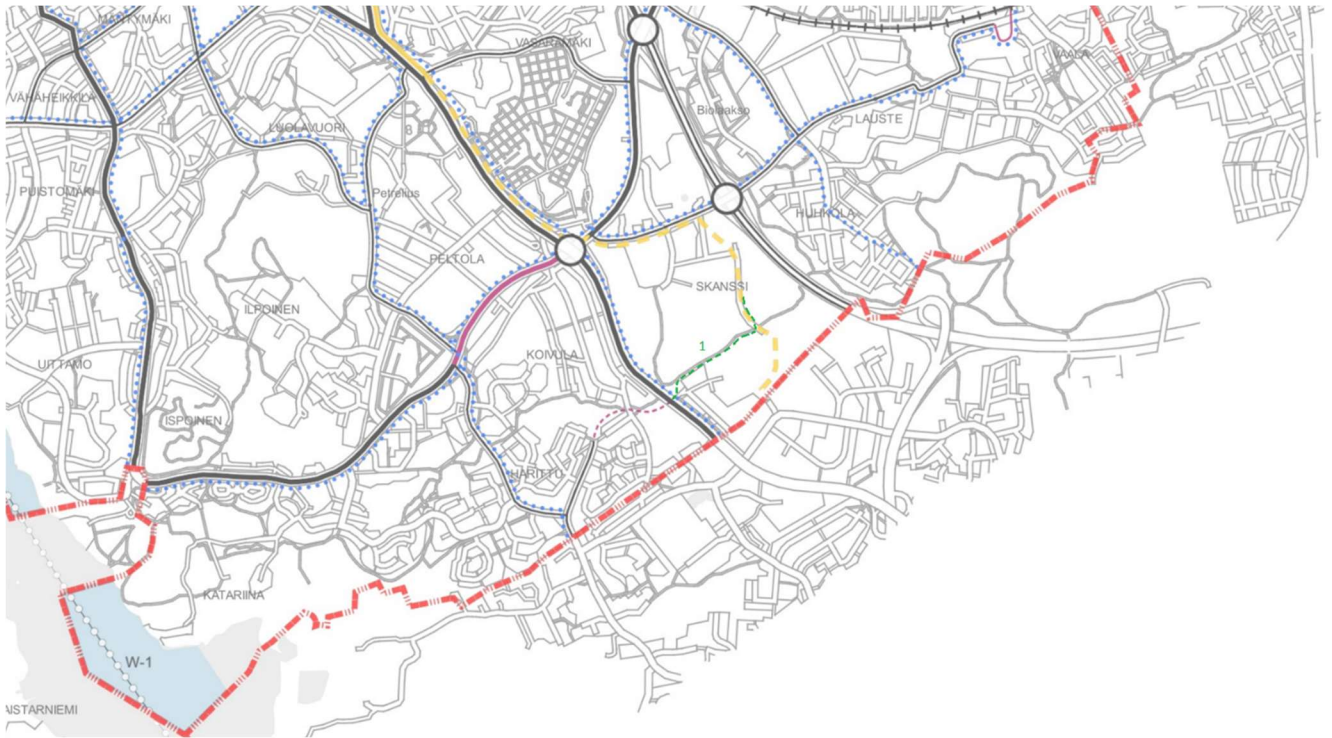 MÄNTYMÄKI
VASARAMÄKI
VAALA
VÄHÄHEIKKILÄ
Biolaakso
LAUSTE
LUOLAVUORI
8
PUISTOMÄKI
Petrelius
HUHKOLA
PELTOLA
SKANSSI
ILPOINEN
1
KOIVULA
UITTAMO
ISPOINEN
HARITTU
KATARIINA
W-1
AISTARNIEMI